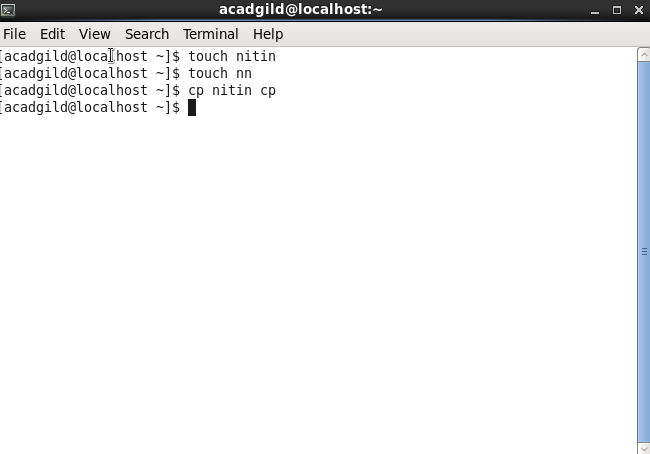 acadgild@localhost:~
File Edit View Search Terminal Help
[acadgild@localhost ~]$ touch nitin
[acadgild@localhost ~]$ touch nn
[acadgild@localhost ~]$ cp nitin cp
[acadgild@localhost ~]$